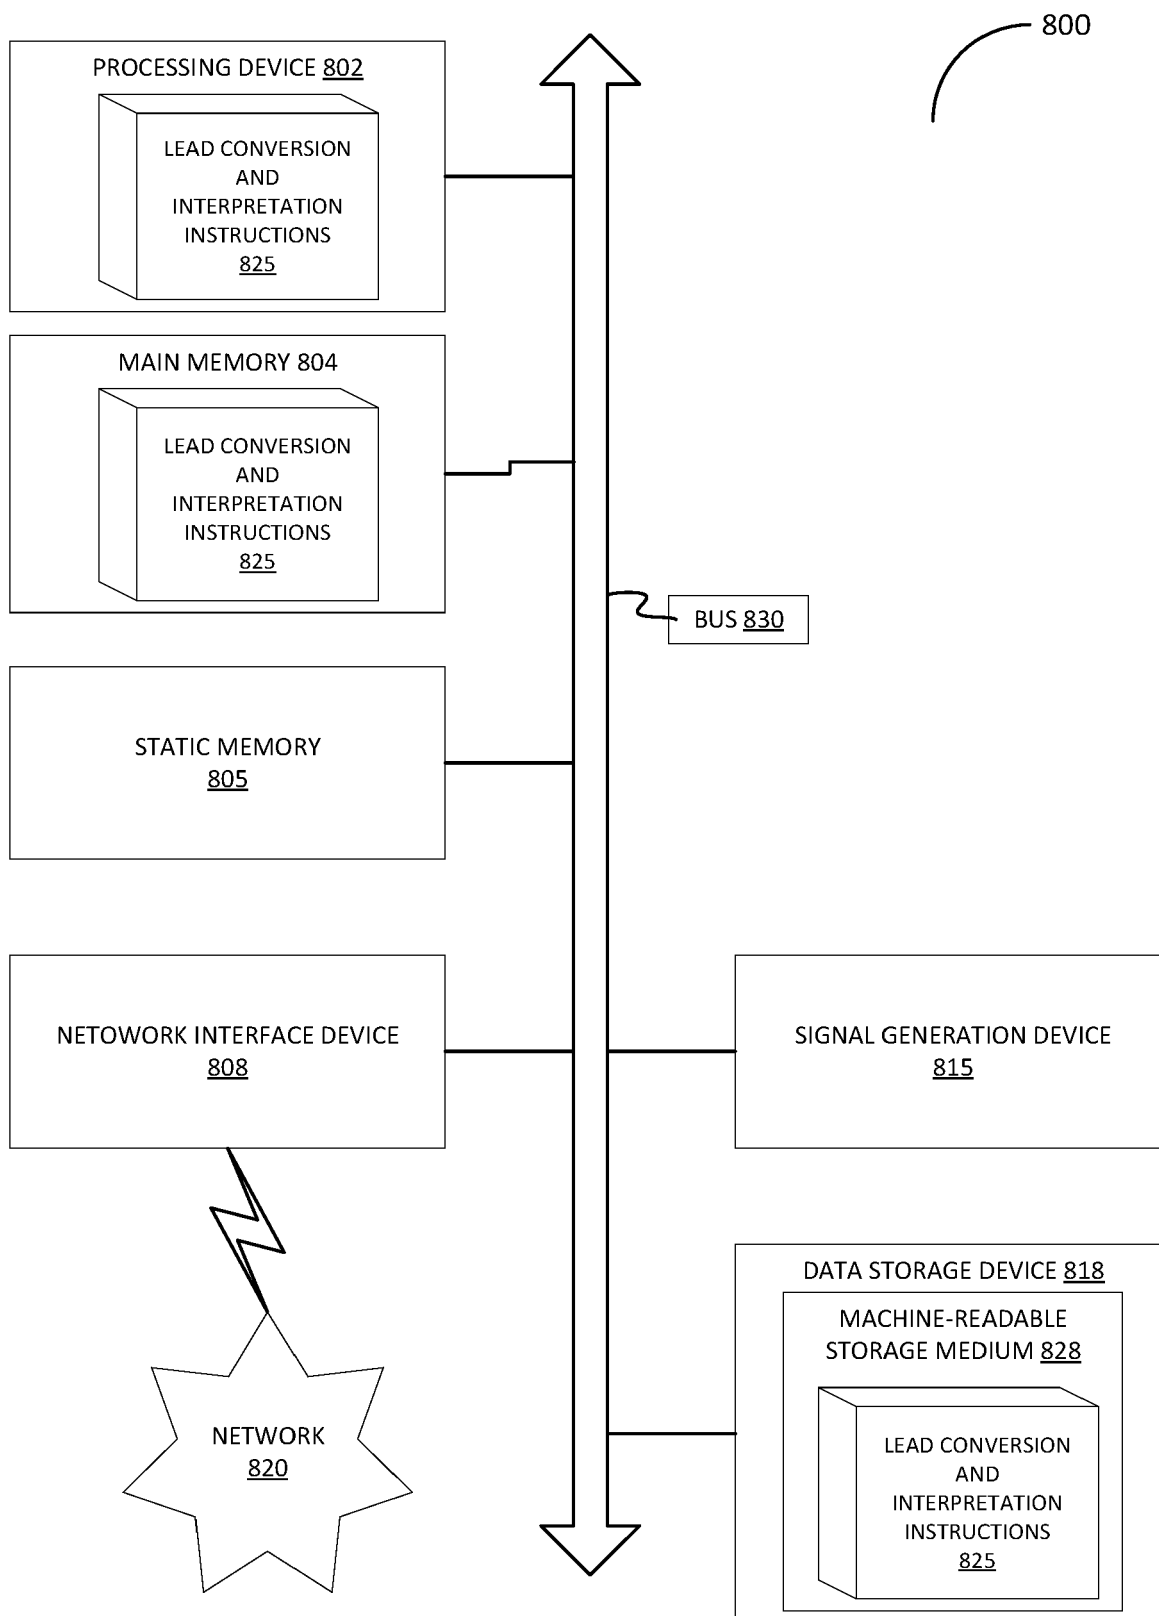 800
PROCESSING DEVICE 802
LEAD CONVERSION
AND
INTERPRETATION
INSTRUCTIONS
825
MAIN MEMORY 804
LEAD CONVERSION
AND
INTERPRETATION
INSTRUCTIONS
825
BUS 830
STATIC MEMORY
805
NETOWORK INTERFACE DEVICE
808
SIGNAL GENERATION DEVICE
815
NETWORK
820
DATA STORAGE DEVICE 818
MACHINE-READABLE
STORAGE MEDIUM 828
LEAD CONVERSION
AND
INTERPRETATION
INSTRUCTIONS
825